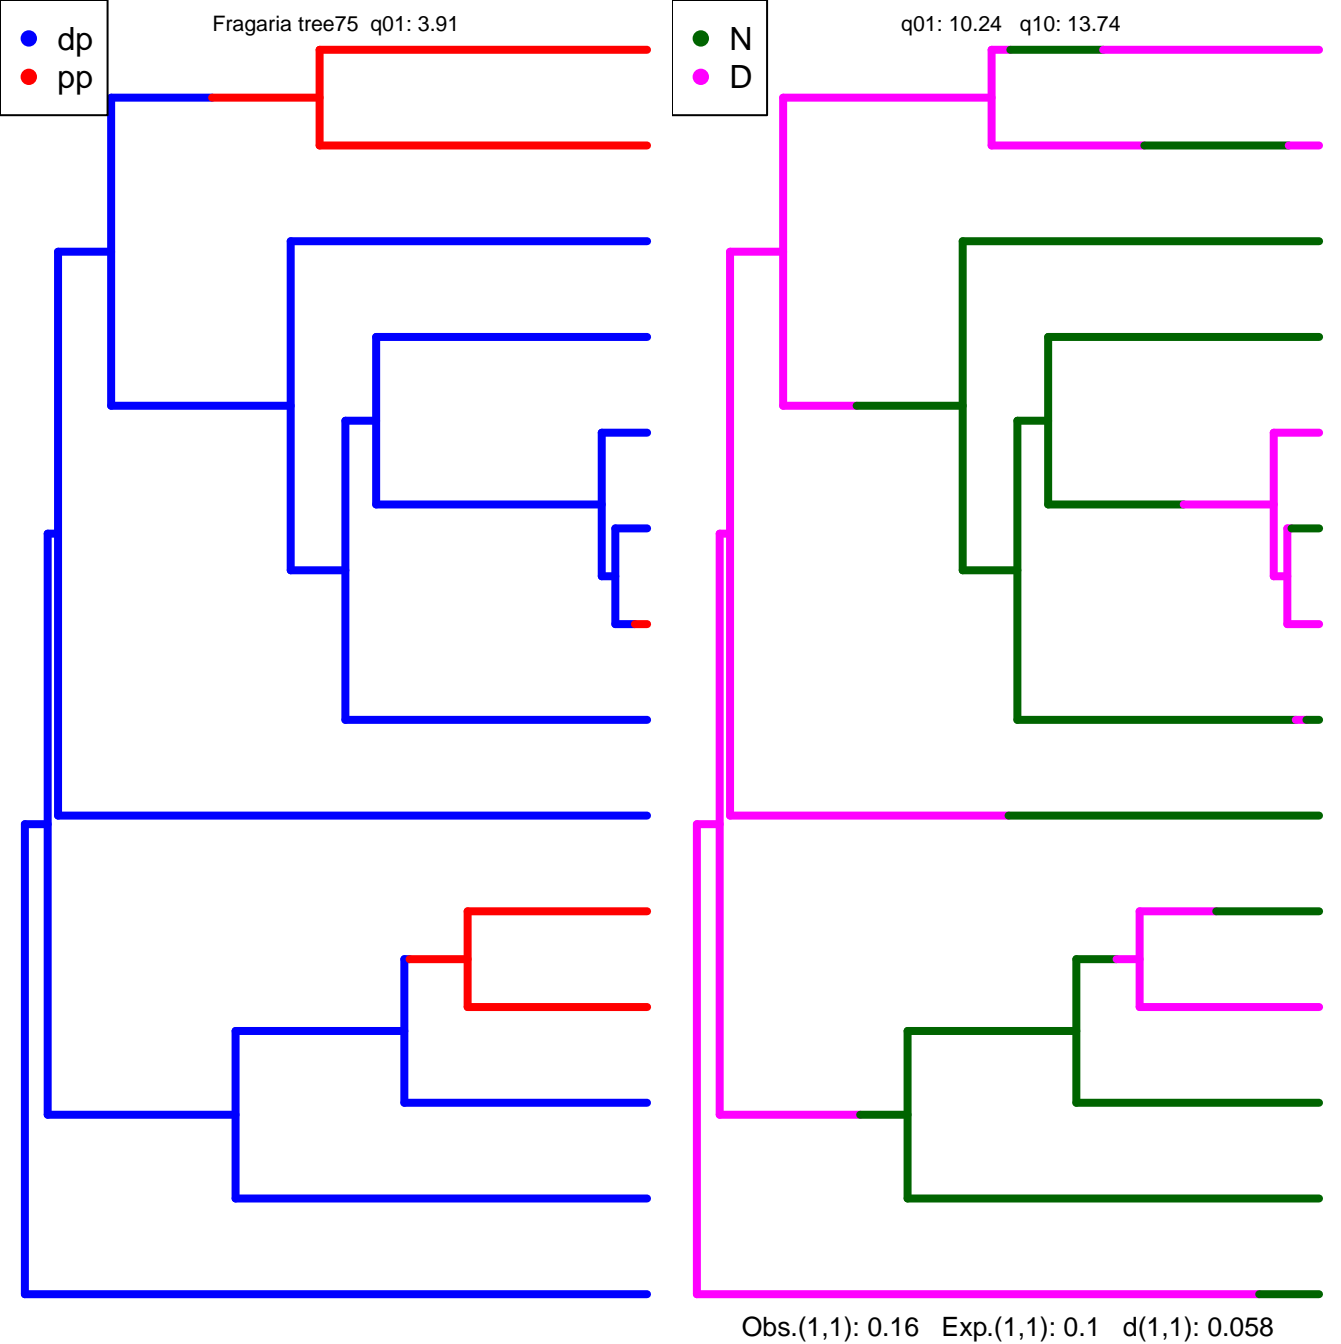 Fragaria tree75  q01: 3.91
dp
pp
q01: 10.24   q10: 13.74
N
D
Obs.(1,1): 0.16   Exp.(1,1): 0.1   d(1,1): 0.058